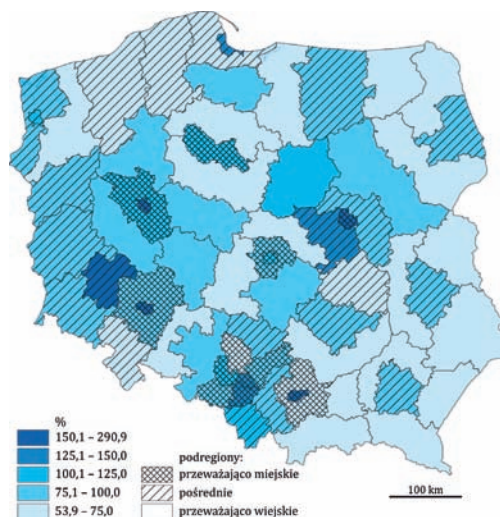 %
150,1 – 290,9
125,1 – 150,0
100,1 – 125,0
75,1 – 100,0
53,9 – 75,0
podregiony:
przeważająco miejskie
pośrednie
przeważająco wiejskie
100 km